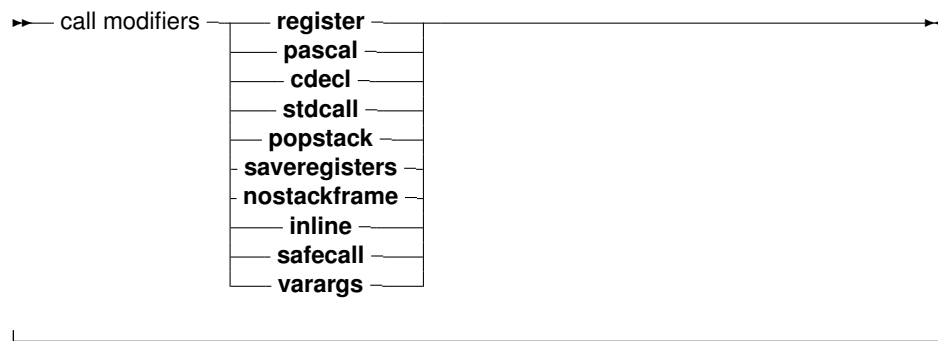 call modifiers register
pascal
cdecl
stdcall
popstack
saveregisters
nostackframe
inline
safecall
varargs